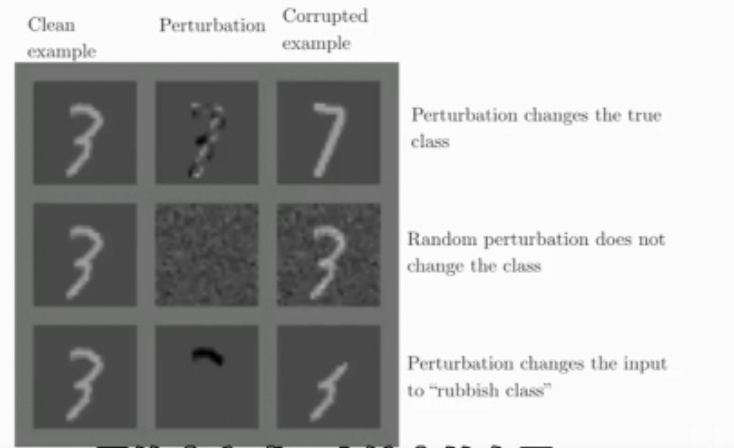 Clean
example
Perturbation
Corrupted
example
Perturbation changes the true
class
Random perturbation does not
change the class
Perturbation changes the input
to “rubbish class”